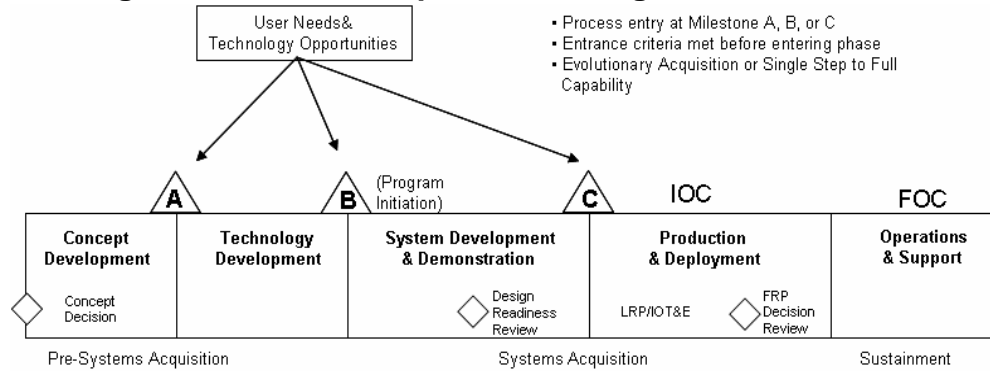 User Needs&
Technology Opportunities
▪ Process entry at Milestone A, B, or C
▪ Entrance criteria met before entering phase
▪ Evolutionary Acquisition or Single Step to Full
Capability
A
B
(Program
Initiation)
C
IOC
FOC
Concept
Development
Technology
Development
System Development
& Demonstration
Production
& Deployment
Operations
& Support
Concept
Decision
Design
Readiness
Review
LRP/IOT&E
FRP
Decision
Review
Pre-Systems Acquisition
Systems Acquisition
Sustainment